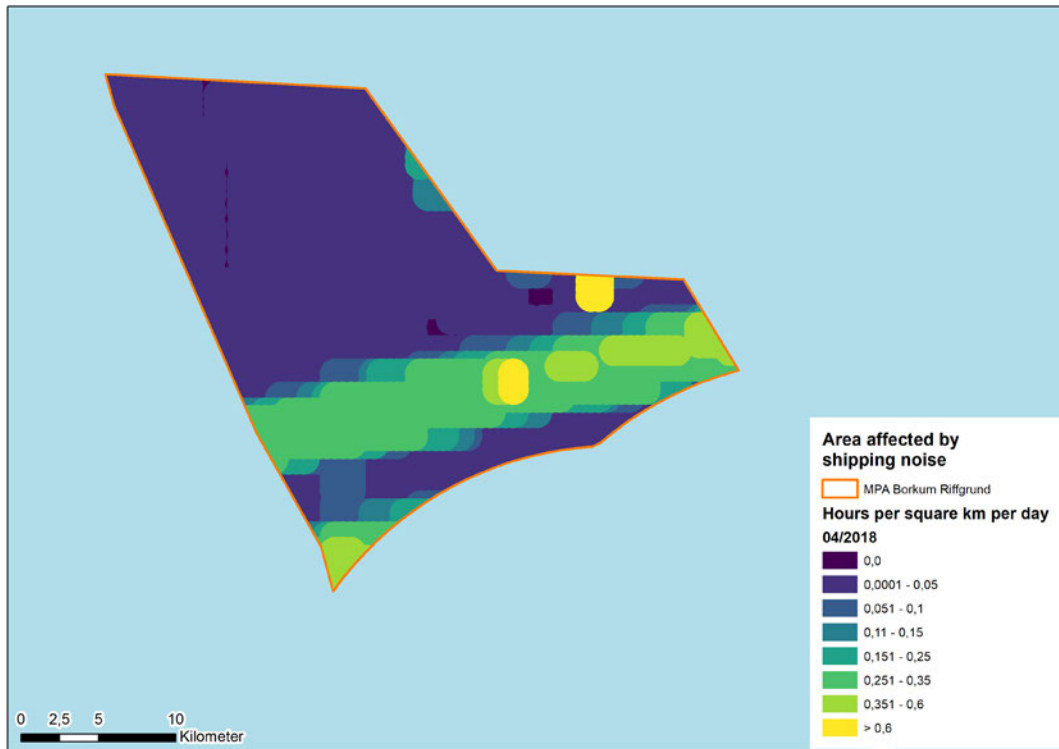 Area affected by
shipping noise
MPA Borkum Riffgrund
Hours per square km per day
04/2018
0,0
0,0001 - 0,05
0,051 - 0,1
0,11 - 0,15
0,151 - 0,25
0,251 - 0,35
0,351 - 0,6
> 0,6
0 2,5 5 10
Kilometer